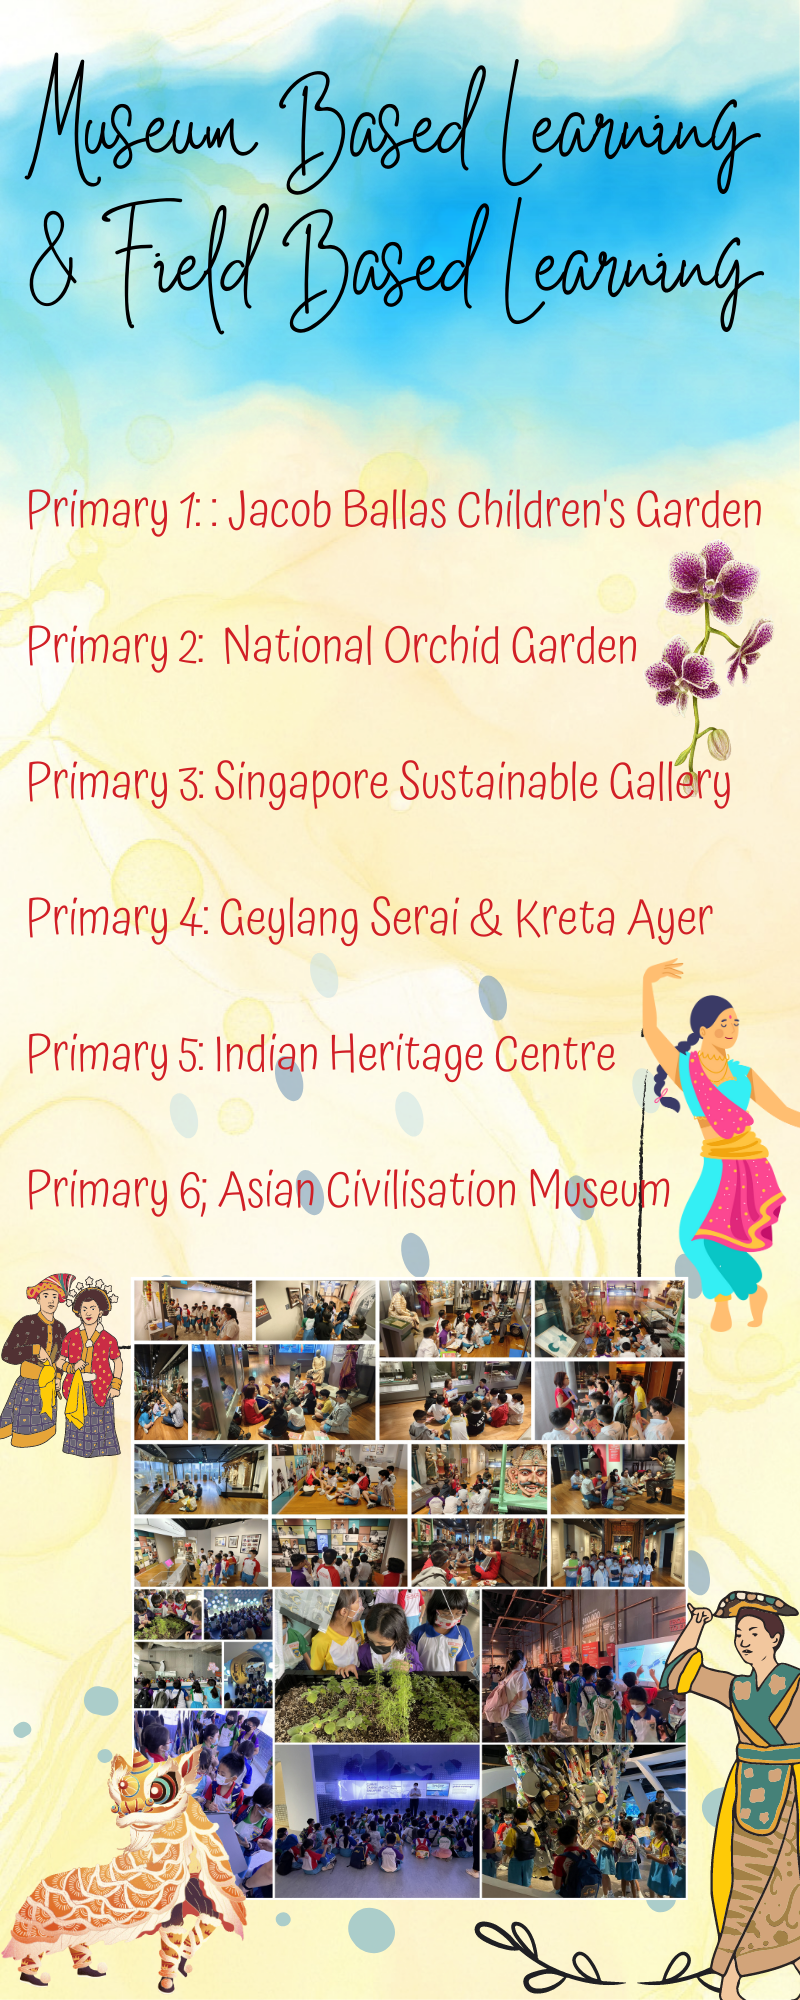 Museum Based Learning
& Field Based Learning
Primary 1: : Jacob Ballas Children's Garden
Primary 2: National Orchid Garden
Primary 3: Singapore Sustainable Gallery
Primary 4: Geylang Serai & Kreta Ayer
Primary 5: Indian Heritage Centre
Primary 6; Asian Civilisation Museum